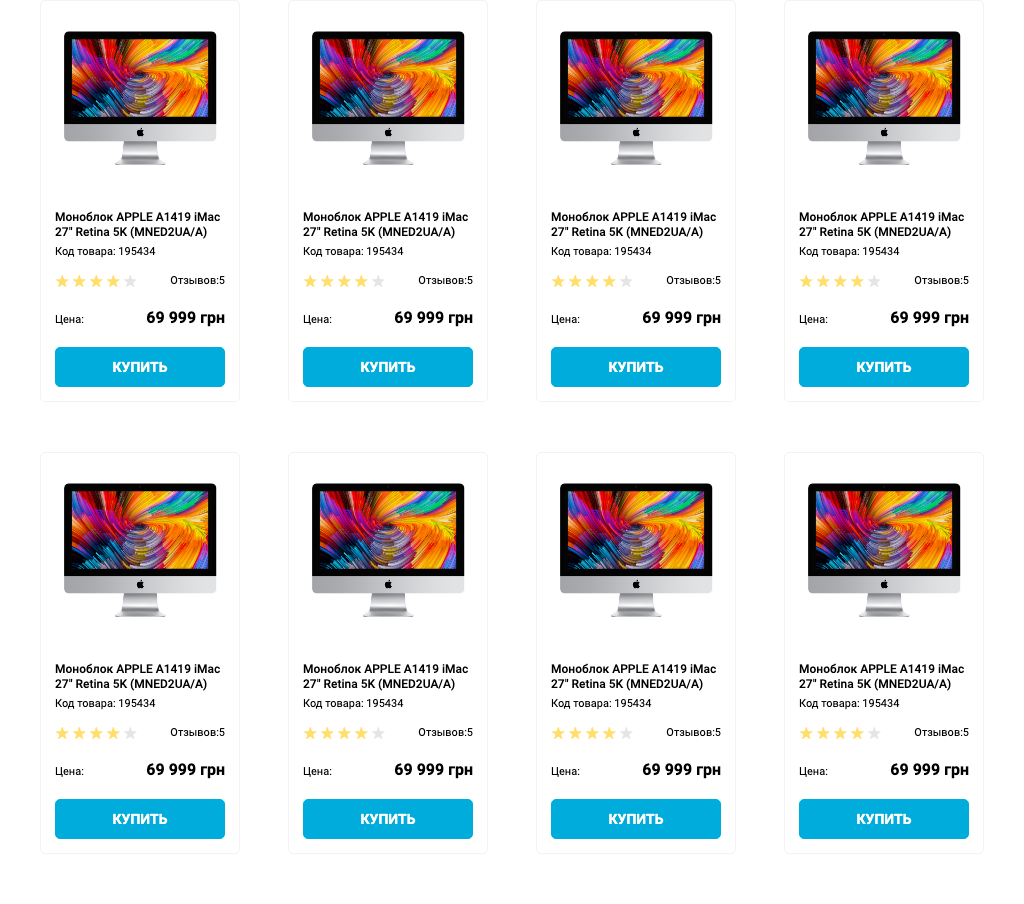 Моноблок APPLE A1419 iMac
27" Retina 5K (MNED2UA/A)
Код товара: 195434
Отзывов:5
Цена: 69 999 грн
КУПИТЬ
Моноблок APPLE A1419 iMac
27" Retina 5K (MNED2UA/A)
Код товара: 195434
Отзывов:5
Цена: 69 999 грн
КУПИТЬ
Моноблок APPLE A1419 iMac
27" Retina 5K (MNED2UA/A)
Код товара: 195434
Отзывов:5
Цена: 69 999 грн
КУПИТЬ
Моноблок APPLE A1419 iMac
27" Retina 5K (MNED2UA/A)
Код товара: 195434
Отзывов:5
Цена: 69 999 грн
КУПИТЬ
Моноблок APPLE A1419 iMac
27" Retina 5K (MNED2UA/A)
Код товара: 195434
Отзывов:5
Цена: 69 999 грн
КУПИТЬ
Моноблок APPLE A1419 iMac
27" Retina 5K (MNED2UA/A)
Код товара: 195434
Отзывов:5
Цена: 69 999 грн
КУПИТЬ
Моноблок APPLE A1419 iMac
27" Retina 5K (MNED2UA/A)
Код товара: 195434
Отзывов:5
Цена: 69 999 грн
КУПИТЬ
Моноблок APPLE A1419 iMac
27" Retina 5K (MNED2UA/A)
Код товара: 195434
Отзывов:5
Цена: 69 999 грн
КУПИТЬ